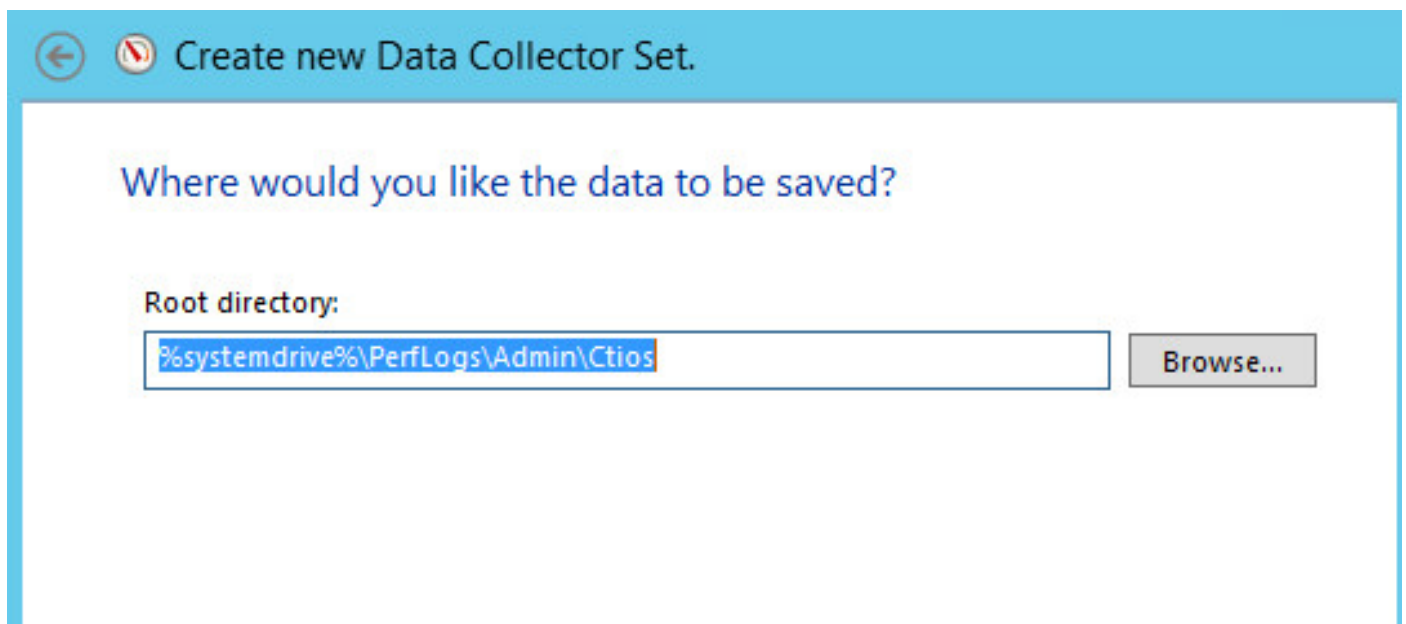 Create new Data Collector Set.
Where would you like the data to be saved?
Root directory:
%systemdrive%\PerfLogs\Admin\Ctios
Browse...